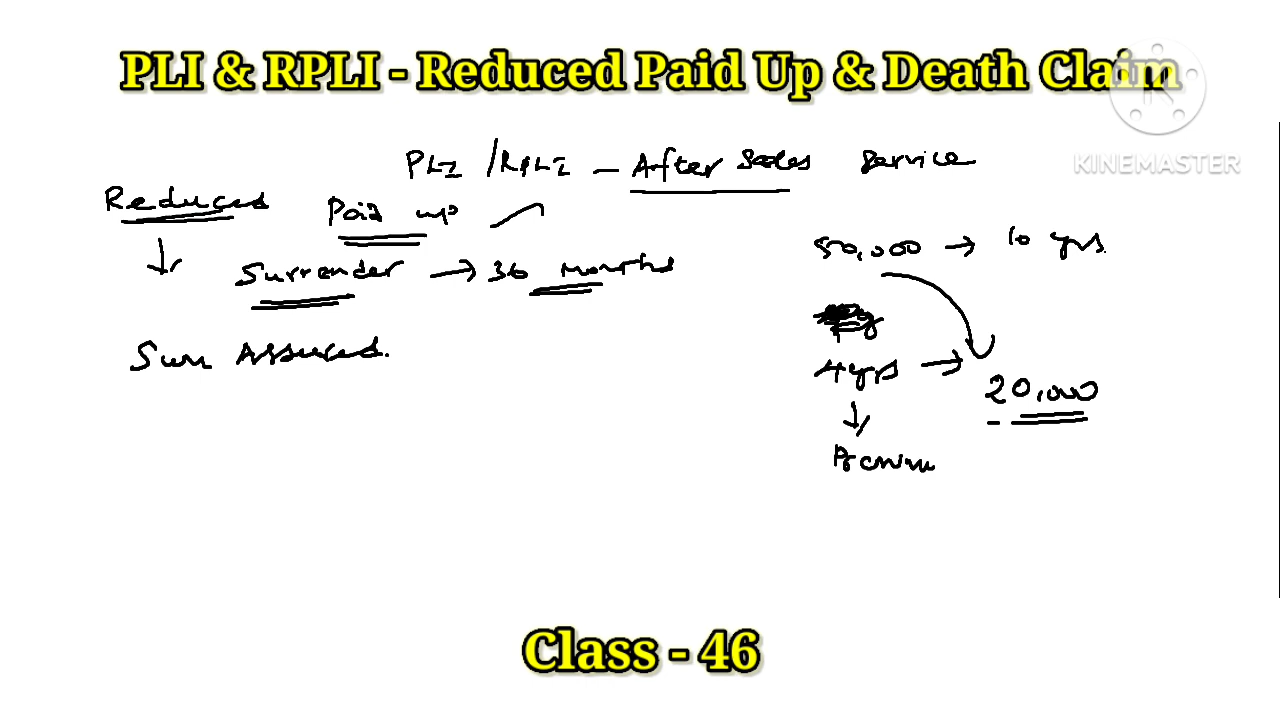 PLI & RPLI - Reduced Paid Up & Death Claim
KINEMASTER
PLI / RPLI - After Sales Service
Reduced Paid up
Surrender → 36 months
Sum Assured.
50,000 → 10 yrs.
4yrs →
20,000
Premium
Class - 46